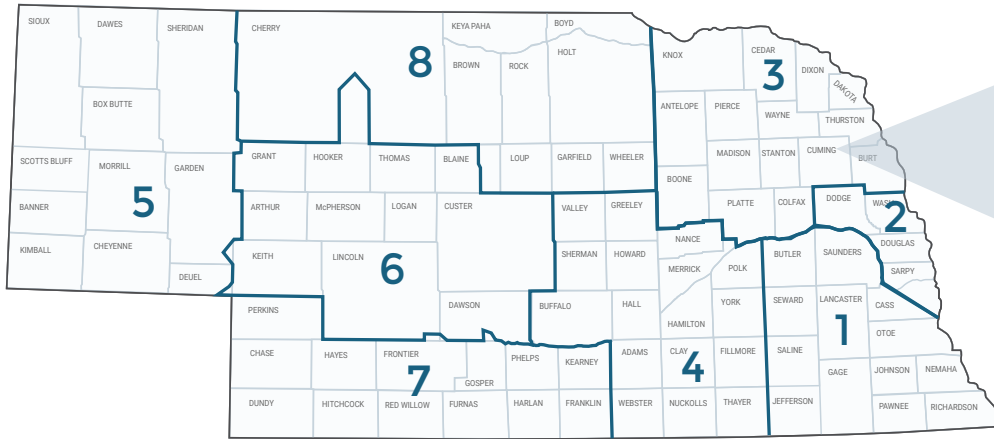 SIOUX
DAWES
SHERIDAN
CHERRY
KEYA PAHA
BOYD
8
HOLT
KNOX
CEDAR
3
DIXON
DAKOTA
BROWN
ROCK
BOX BUTTE
ANTELOPE
PIERCE
WAYNE
THURSTON
SCOTTS BLUFF
MORRILL
GARDEN
GRANT
HOOKER
THOMAS
BLAINE
LOUP
GARFIELD
WHEELER
MADISON
STANTON
CUMING
BURT
BOONE
5
BANNER
ARTHUR
McPHERSON
LOGAN
CUSTER
VALLEY
GREELEY
PLATTE
COLFAX
DODGE
WASH
2
KIMBALL
CHEYENNE
DEUEL
KEITH
LINCOLN
6
SHERMAN
HOWARD
NANCE
MERRICK
POLK
BUTLER
SAUNDERS
DOUGLAS
SARPY
PERKINS
DAWSON
BUFFALO
HALL
HAMILTON
YORK
SEWARD
LANCASTER
CASS
1
OTOE
CHASE
HAYES
FRONTIER
7
GOSPER
PHELPS
KEARNEY
ADAMS
CLAY
4
FILLMORE
SALINE
GAGE
JOHNSON
NEMAHA
DUNDY
HITCHCOCK
RED WILLOW
FURNAS
HARLAN
FRANKLIN
WEBSTER
NUCKOLLS
THAYER
JEFFERSON
PAWNEE
RICHARDSON